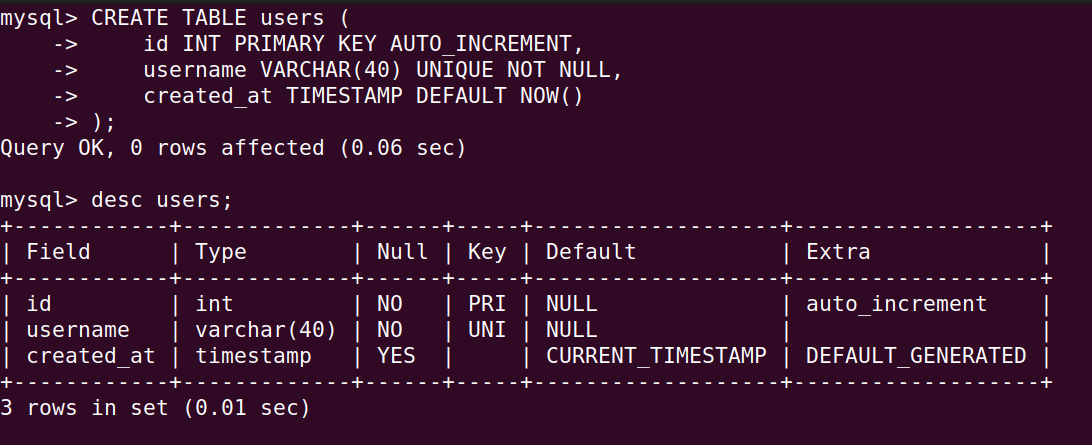 mysql> CREATE TABLE users (
    ->     id INT PRIMARY KEY AUTO_INCREMENT,
    ->     username VARCHAR(40) UNIQUE NOT NULL,
    ->     created_at TIMESTAMP DEFAULT NOW()
    -> );
Query OK, 0 rows affected (0.06 sec)

mysql> desc users;
+------------+-------------+------+-----+-------------------+-------------------+
| Field      | Type        | Null | Key | Default           | Extra             |
+------------+-------------+------+-----+-------------------+-------------------+
| id         | int         | NO   | PRI | NULL              | auto_increment    |
| username   | varchar(40) | NO   | UNI | NULL              |                   |
| created_at | timestamp   | YES  |     | CURRENT_TIMESTAMP | DEFAULT_GENERATED |
+------------+-------------+------+-----+-------------------+-------------------+
3 rows in set (0.01 sec)